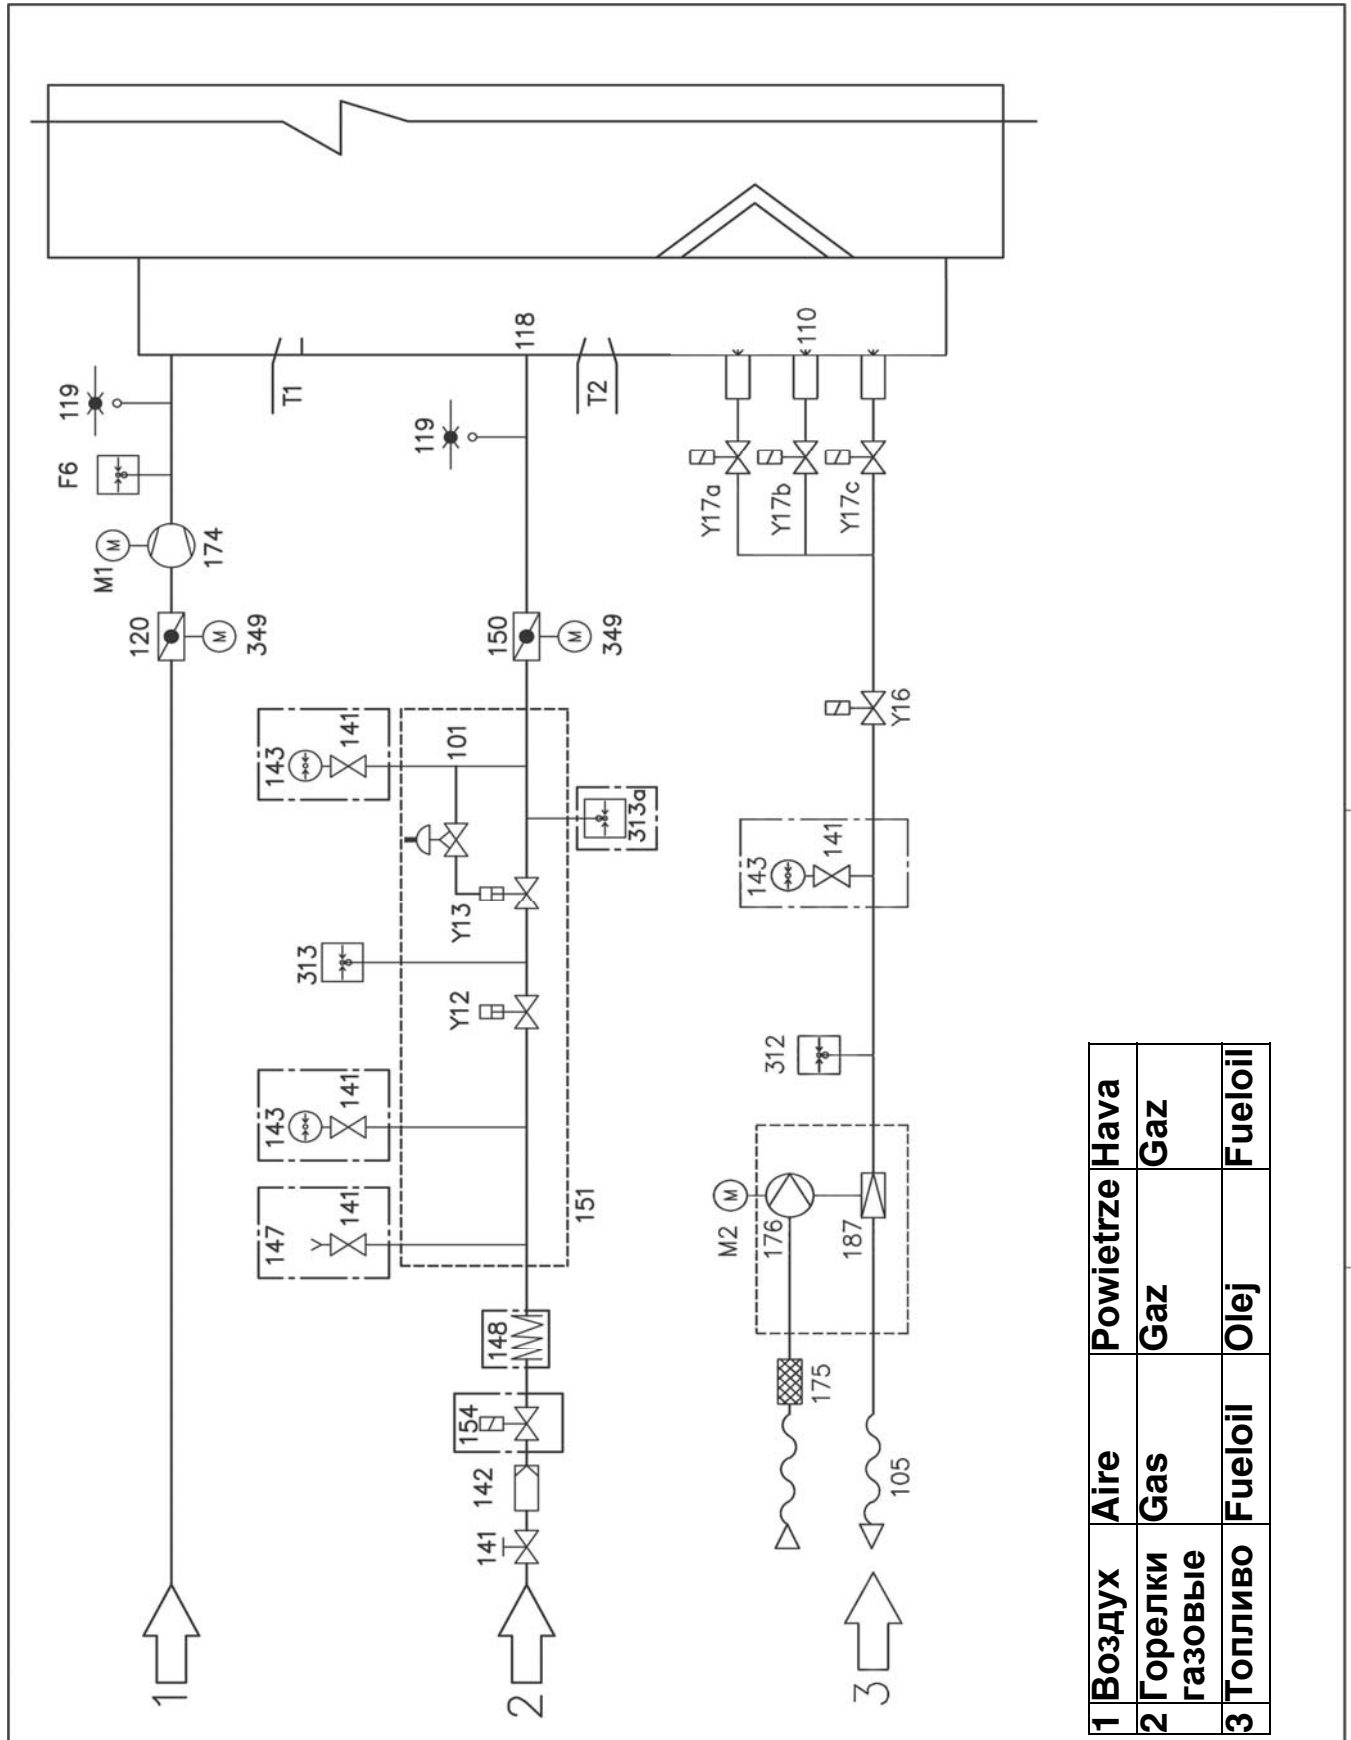 1
119
F6
M1
174
120
349
T1
118
2
119
T2
150
349
143
141
101
313a
Y13
313
Y12
143
141
147
141
151
148
154
142
141
110
Y17a
Y17b
Y17c
Y16
143
141
312
M
M
M
M
M2
176
187
175
105
3
1 Воздух Aire Powietrze Hava
2 Горелки Gas Gaz Gaz
газовые
3 Топливо Fueloil Olej Fueloil